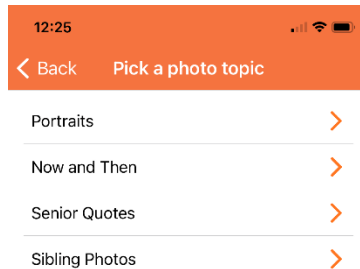 12:25
Back Pick a photo topic
Portraits
Now and Then
Senior Quotes
Sibling Photos